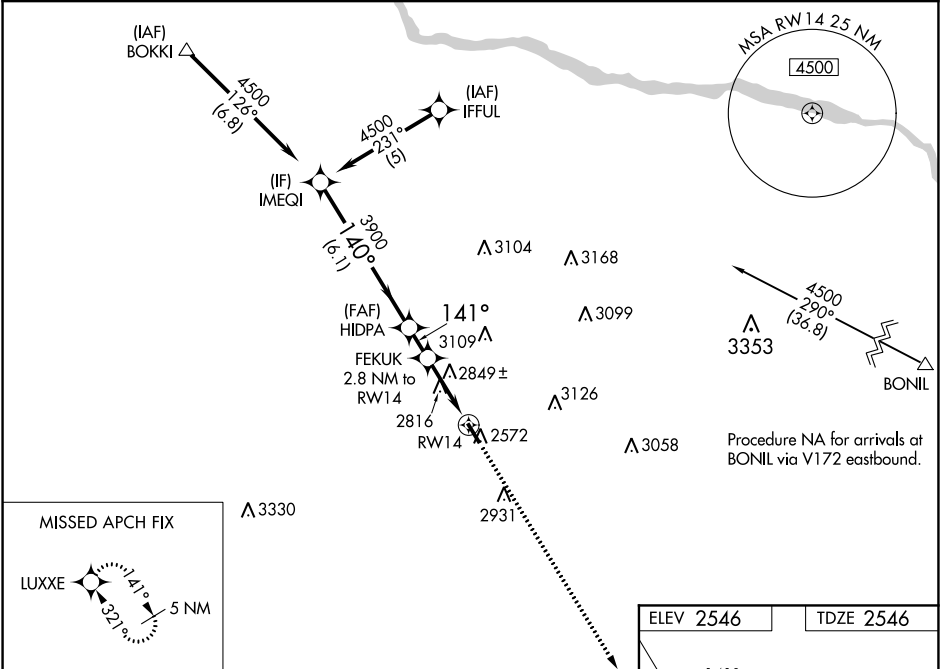 (IAF)
BOKKI
4500
126°
(6.8)
(IAF)
IFFUL
4500
231°
(5)
MSA RW14 25 NM
4500
(IF)
IMEQI
3900
140°
(6.1)
3104
3168
(FAF)
HIDPA
141°
3109
3099
4500
290°
(36.8)
3353
BONIL
FEKUK
2.8 NM to
RW14
2849±
2816
3126
RW14
2572
3058
Procedure NA for arrivals at
BONIL via V172 eastbound.
3330
2931
MISSED APCH FIX
LUXXE
141°
321°
5 NM
ELEV 2546
TDZE 2546